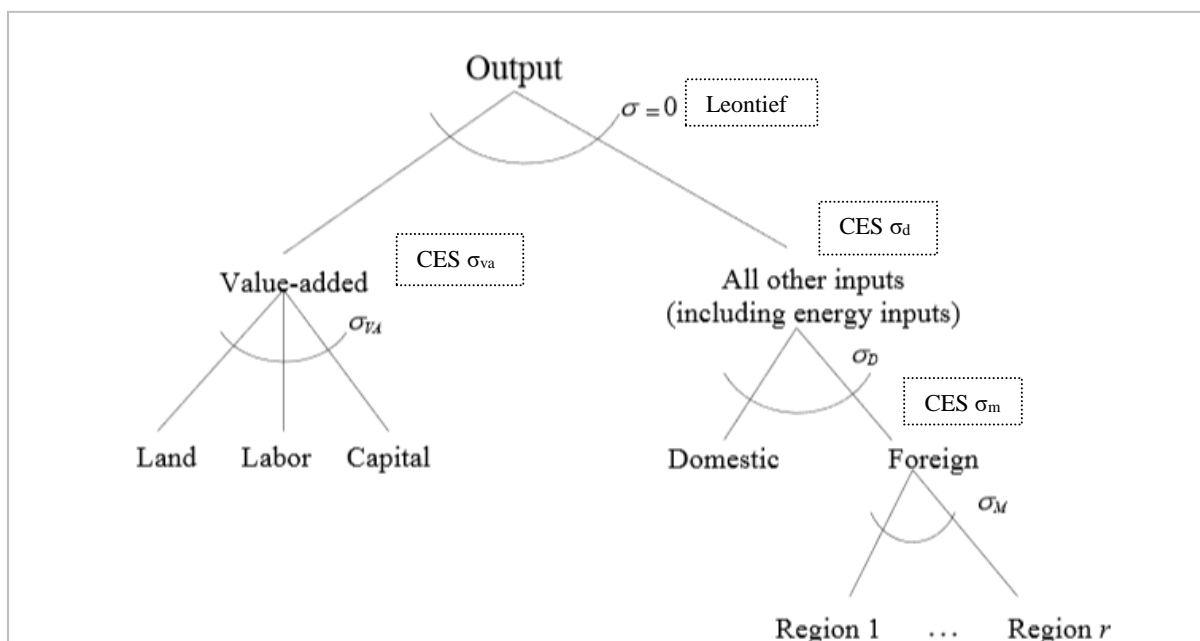 Output
σ = 0
Leontief
CES σva
CES σd
Value-added
All other inputs
(including energy inputs)
σVA
σD
CES σm
Land Labor Capital
Domestic Foreign
σM
Region 1 … Region r